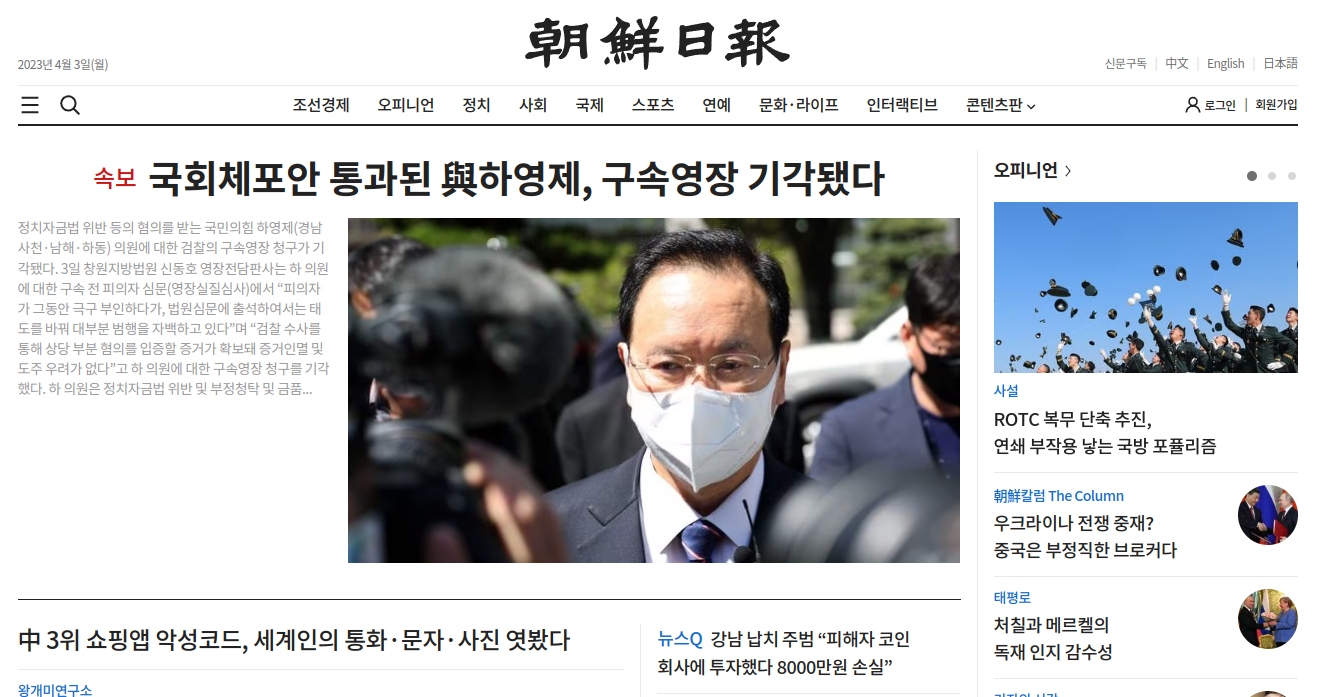 朝鮮日報
2023년 4월 3일(월)
신문구독 | 中文 | English | 日本語
조선경제 오피니언 정치 사회 국제 스포츠 연예 문화·라이프 인터랙티브 콘텐츠판
로그인 | 회원가입
속보 국회체포안 통과된 與하영제, 구속영장 기각됐다
정치자금법 위반 등의 혐의를 받는 국민의힘 하영제(경남
사천·남해·하동) 의원에 대한 검찰의 구속영장 청구가 기
각됐다. 3일 창원지방법원 신동호 영장전담판사는 하 의원
에 대한 구속 전 피의자 심문(영장실질심사)에서 “피의자
가 그동안 극구 부인하다가, 법원심문에 출석하여서는 태
도를 바꿔 대부분 범행을 자백하고 있다”며 “검찰 수사를
통해 상당 부분 혐의를 입증할 증거가 확보돼 증거인멸 및
도주 우려가 없다”고 하 의원에 대한 구속영장 청구를 기각
했다. 하 의원은 정치자금법 위반 및 부정청탁 및 금품...
中 3위 쇼핑앱 악성코드, 세계인의 통화·문자·사진 엿봤다
왕개미연구소
뉴스Q 강남 납치 주범 “피해자 코인
회사에 투자했다 8000만원 손실”
오피니언
사설
ROTC 복무 단축 추진,
연쇄 부작용 낳는 국방 포퓰리즘
朝鮮칼럼 The Column
우크라이나 전쟁 중재?
중국은 부정직한 브로커다
태평로
처칠과 메르켈의
독재 인지 감수성